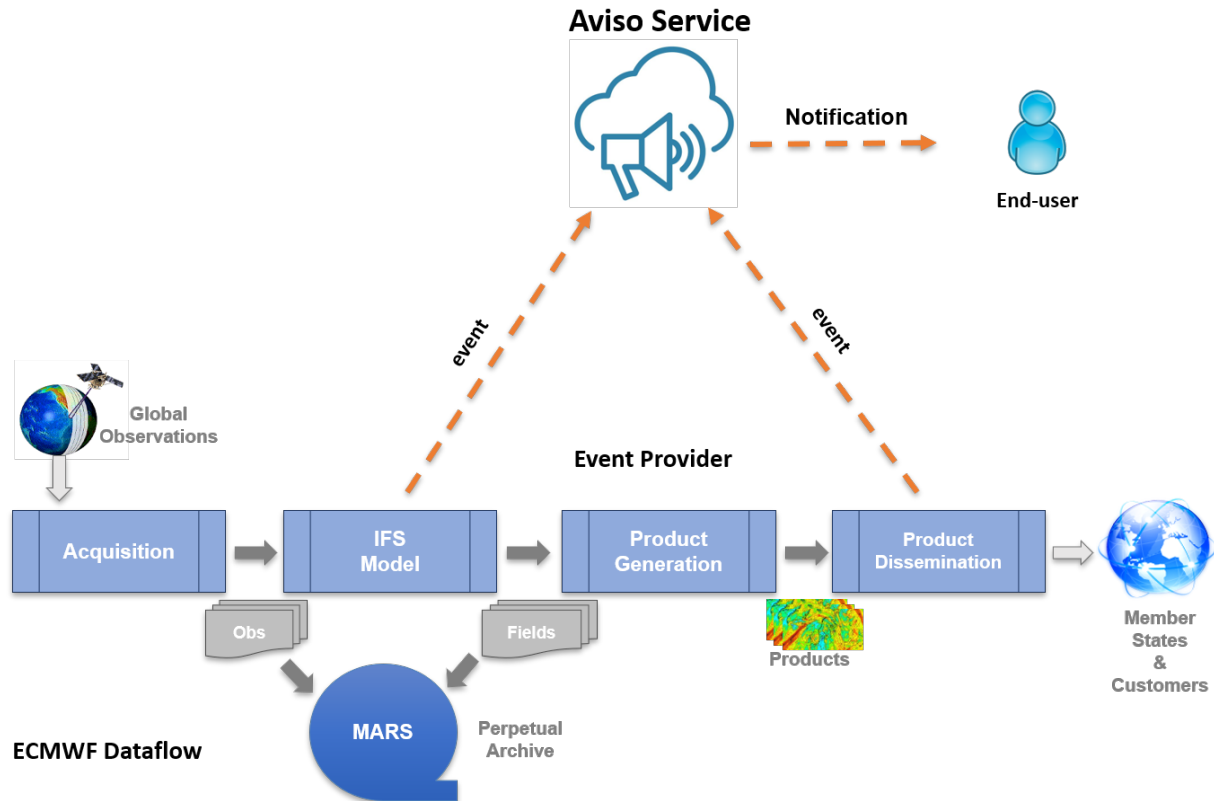 Aviso Service
Notification
End-user
event
event
Global
Observations
Event Provider
Acquisition
IFS
Model
Product
Generation
Product
Dissemination
Obs
Fields
Products
Member
States
&
Customers
MARS
Perpetual
Archive
ECMWF Dataflow